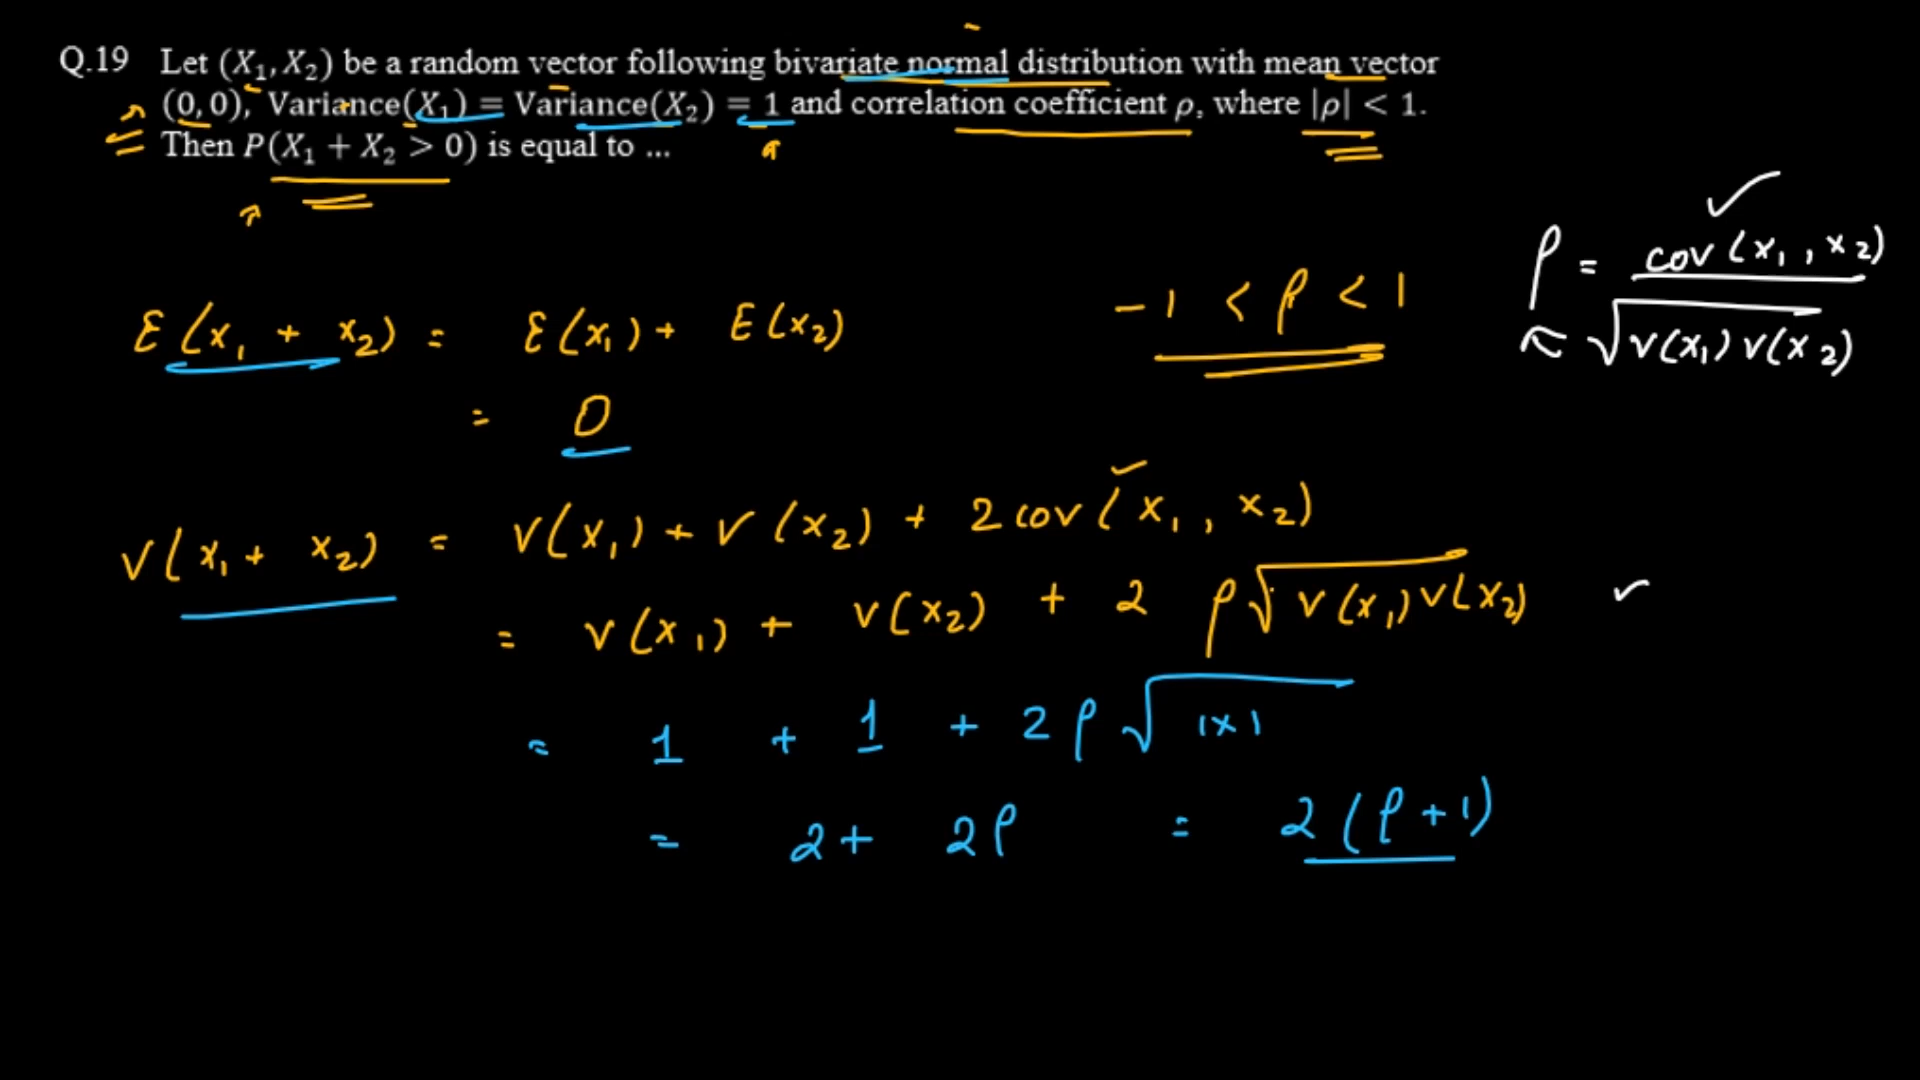 Q.19 Let (X₁, X₂) be a random vector following bivariate normal distribution with mean vector
(0, 0), Variance(X₁) = Variance(X₂) = 1 and correlation coefficient ρ, where |ρ| < 1.
Then P(X₁ + X₂ > 0) is equal to ...
ρ = cov(x₁, x₂) / √v(x₁) v(x₂)
E(x₁ + x₂) = E(x₁) + E(x₂)
-1 < ρ < 1
= 0
V(x₁ + x₂) = V(x₁) + V(x₂) + 2 cov(x₁, x₂)
= V(x₁) + V(x₂) + 2 ρ√V(x₁) V(x₂)
= 1 + 1 + 2ρ√1×1
= 2 + 2ρ = 2(ρ+1)